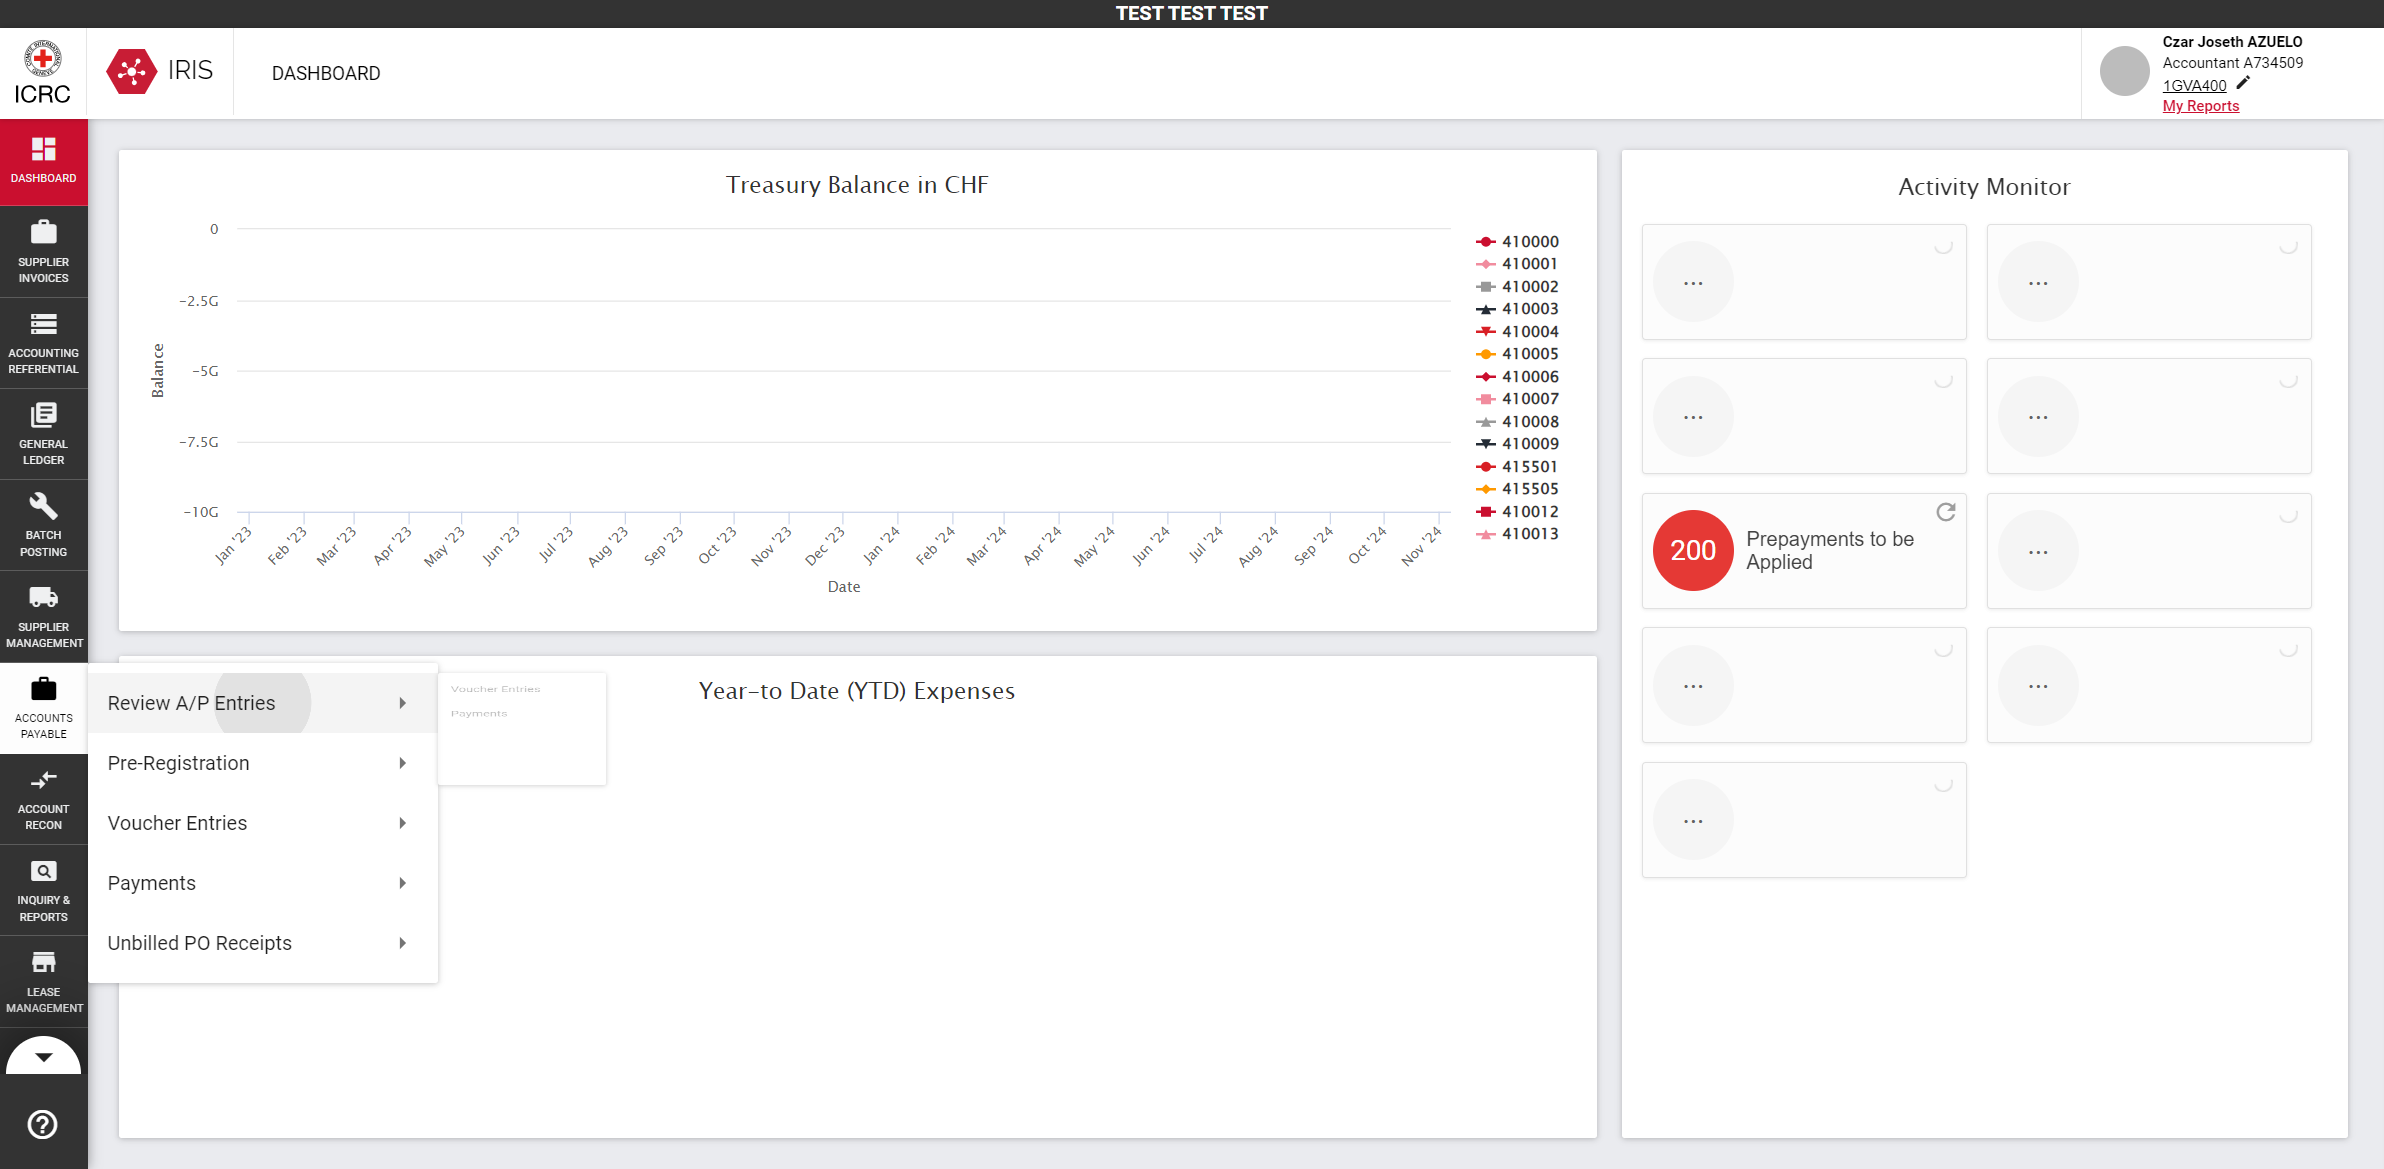 TEST TEST TEST
COMITE INTERNATIONAL GENEVE
ICRC
IRIS
DASHBOARD
Czar Joseth AZUELO
Accountant A734509
1GVA400
My Reports
DASHBOARD
SUPPLIER
INVOICES
ACCOUNTING
REFERENTIAL
GENERAL
LEDGER
BATCH
POSTING
SUPPLIER
MANAGEMENT
ACCOUNTS
PAYABLE
ACCOUNT
RECON
INQUIRY &
REPORTS
LEASE
MANAGEMENT
Treasury Balance in CHF
0
-2.5G
-5G
-7.5G
-10G
Balance
Jan '23
Feb '23
Mar '23
Apr '23
May '23
Jun '23
Jul '23
Aug '23
Sep '23
Oct '23
Nov '23
Dec '23
Jan '24
Feb '24
Mar '24
Apr '24
May '24
Jun '24
Jul '24
Aug '24
Sep '24
Oct '24
Nov '24
Date
410000
410001
410002
410003
410004
410005
410006
410007
410008
410009
415501
415505
410012
410013
Review A/P Entries
Pre-Registration
Voucher Entries
Payments
Unbilled PO Receipts
Voucher Entries
Payments
Year-to Date (YTD) Expenses
Activity Monitor
...
...
...
...
200
Prepayments to be
Applied
...
...
...
...